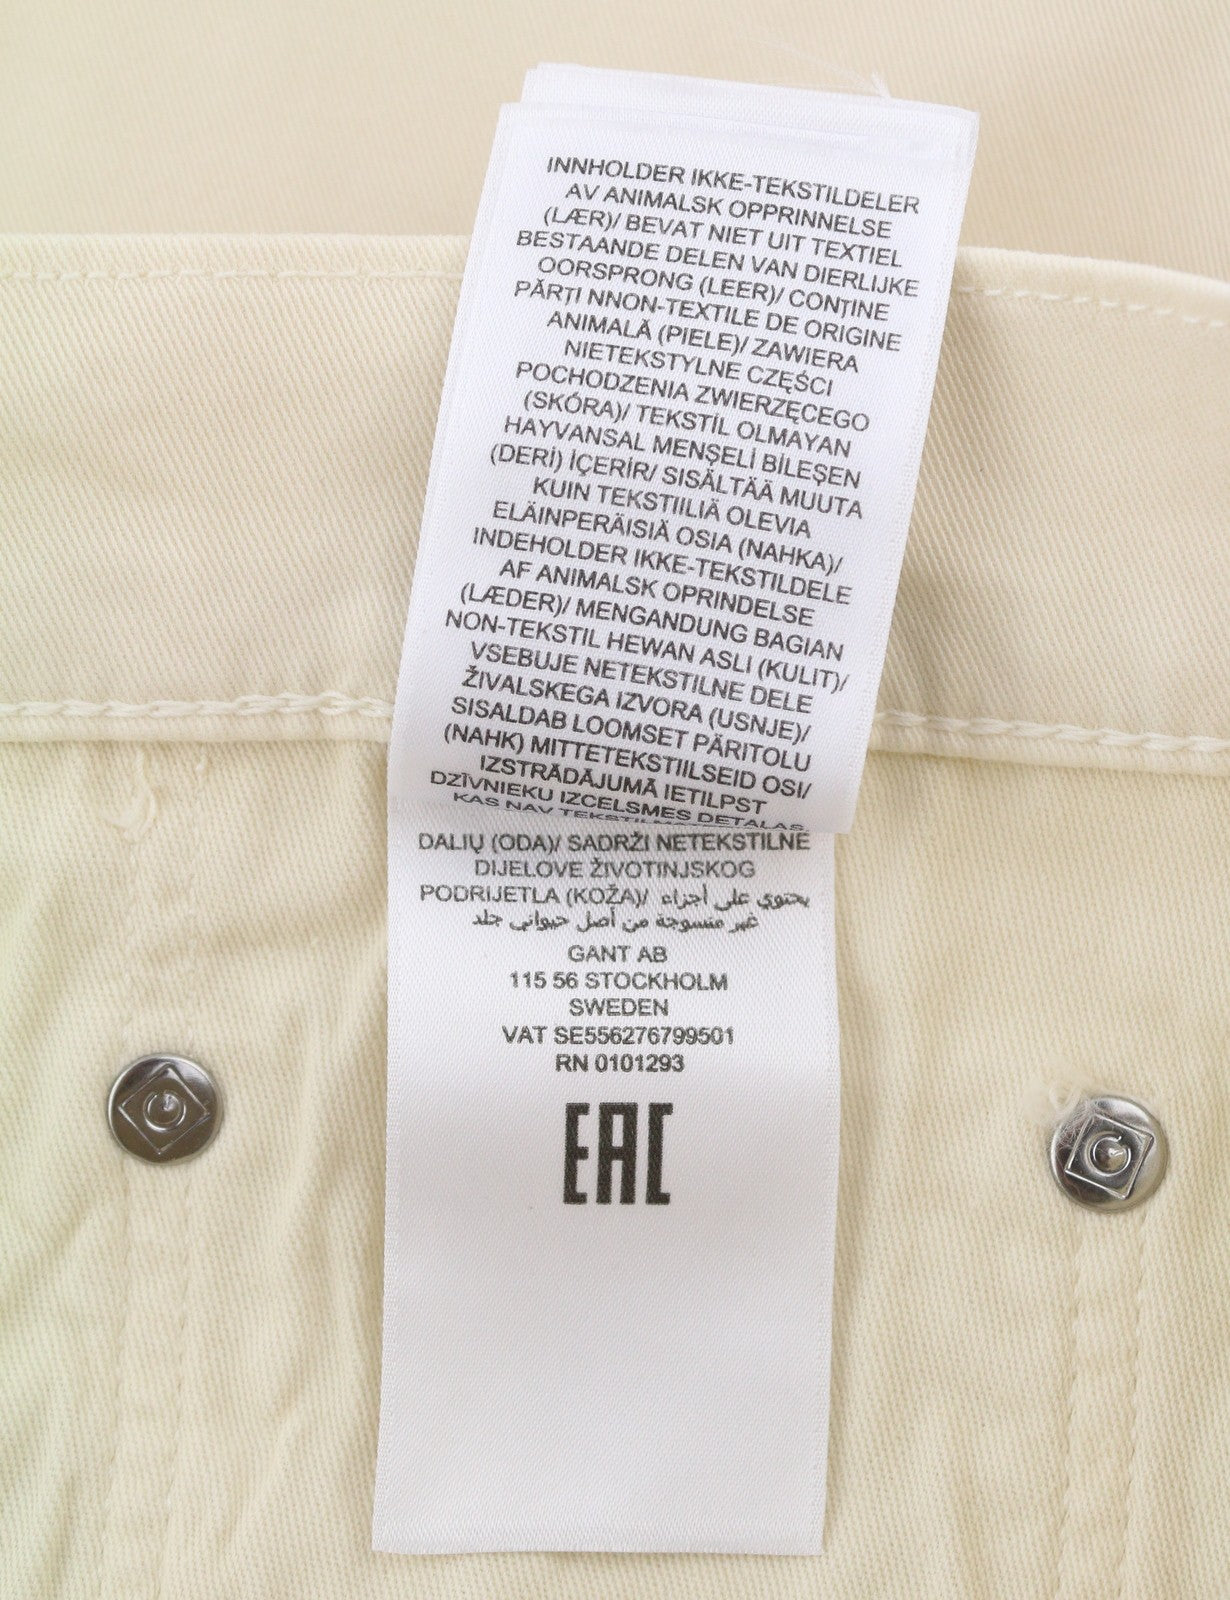 INNHOLDER IKKE-TEKSTILDELER
AV ANIMALSK OPPRINNELSE
(LÆR)/ BEVAT NIET UIT TEXTIEL
BESTAANDE DELEN VAN DIERLIJKE
OORSPRONG (LEER)/ CONŢINE
PĂRŢI NNON-TEXTILE DE ORIGINE
ANIMALĂ (PIELE)/ ZAWIERA
NIETEKSTYLNE CZĘŚCI
POCHODZENIA ZWIERZĘCEGO
(SKÓRA)/ TEKSTİL OLMAYAN
HAYVANSAL MENŞELİ BİLEŞEN
(DERİ) İÇERİR/ SISÄLTÄÄ MUUTA
KUIN TEKSTIILIÄ OLEVIA
ELÄINPERÄISIÄ OSIA (NAHKA)/
INDEHOLDER IKKE-TEKSTILDELE
AF ANIMALSK OPRINDELSE
(LÆDER)/ MENGANDUNG BAGIAN
NON-TEKSTIL HEWAN ASLI (KULIT)/
VSEBUJE NETEKSTILNE DELE
ŽIVALSKEGA IZVORA (USNJE)/
SISALDAB LOOMSET PÄRITOLU
(NAHK) MITTETEKSTIILSEID OSI/
IZSTRĀDĀJUMĀ IETILPST
DZĪVNIEKU IZCELSMES DETAĻAS,
KAS NAV
DALIŲ (ODA)/ SADRŽI NETEKSTILNE
DIJELOVE ŽIVOTINJSKOG
PODRIJETLA (KOŽA)/ يحتوي على أجزاء
غير منسوجة من أصل حيواني جلد
GANT AB
115 56 STOCKHOLM
SWEDEN
VAT SE556276799501
RN 0101293
EAC
G
G